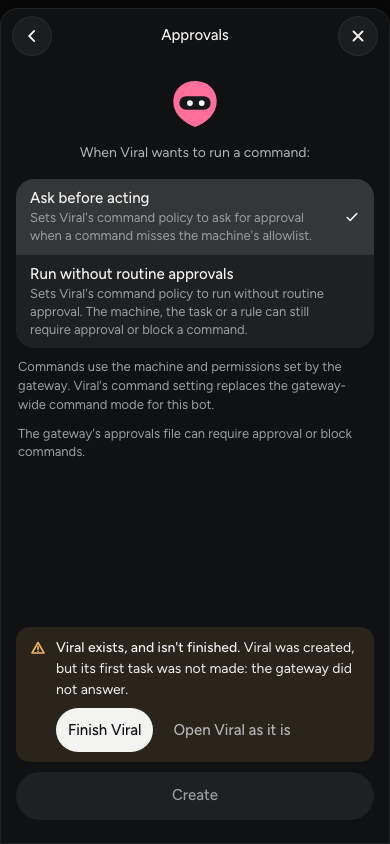 Approvals
When Viral wants to run a command:
Ask before acting
Sets Viral's command policy to ask for approval
when a command misses the machine's allowlist.
Run without routine approvals
Sets Viral's command policy to run without routine
approval. The machine, the task or a rule can still
require approval or block a command.
Commands use the machine and permissions set by the
gateway. Viral's command setting replaces the gateway-
wide command mode for this bot.
The gateway's approvals file can require approval or block
commands.
Viral exists, and isn't finished. Viral was created,
but its first task was not made: the gateway did
not answer.
Finish Viral Open Viral as it is
Create